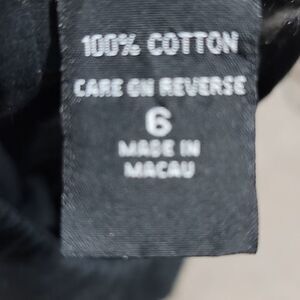 100% COTTON
CARE ON REVERSE
6
MADE IN
MACAU